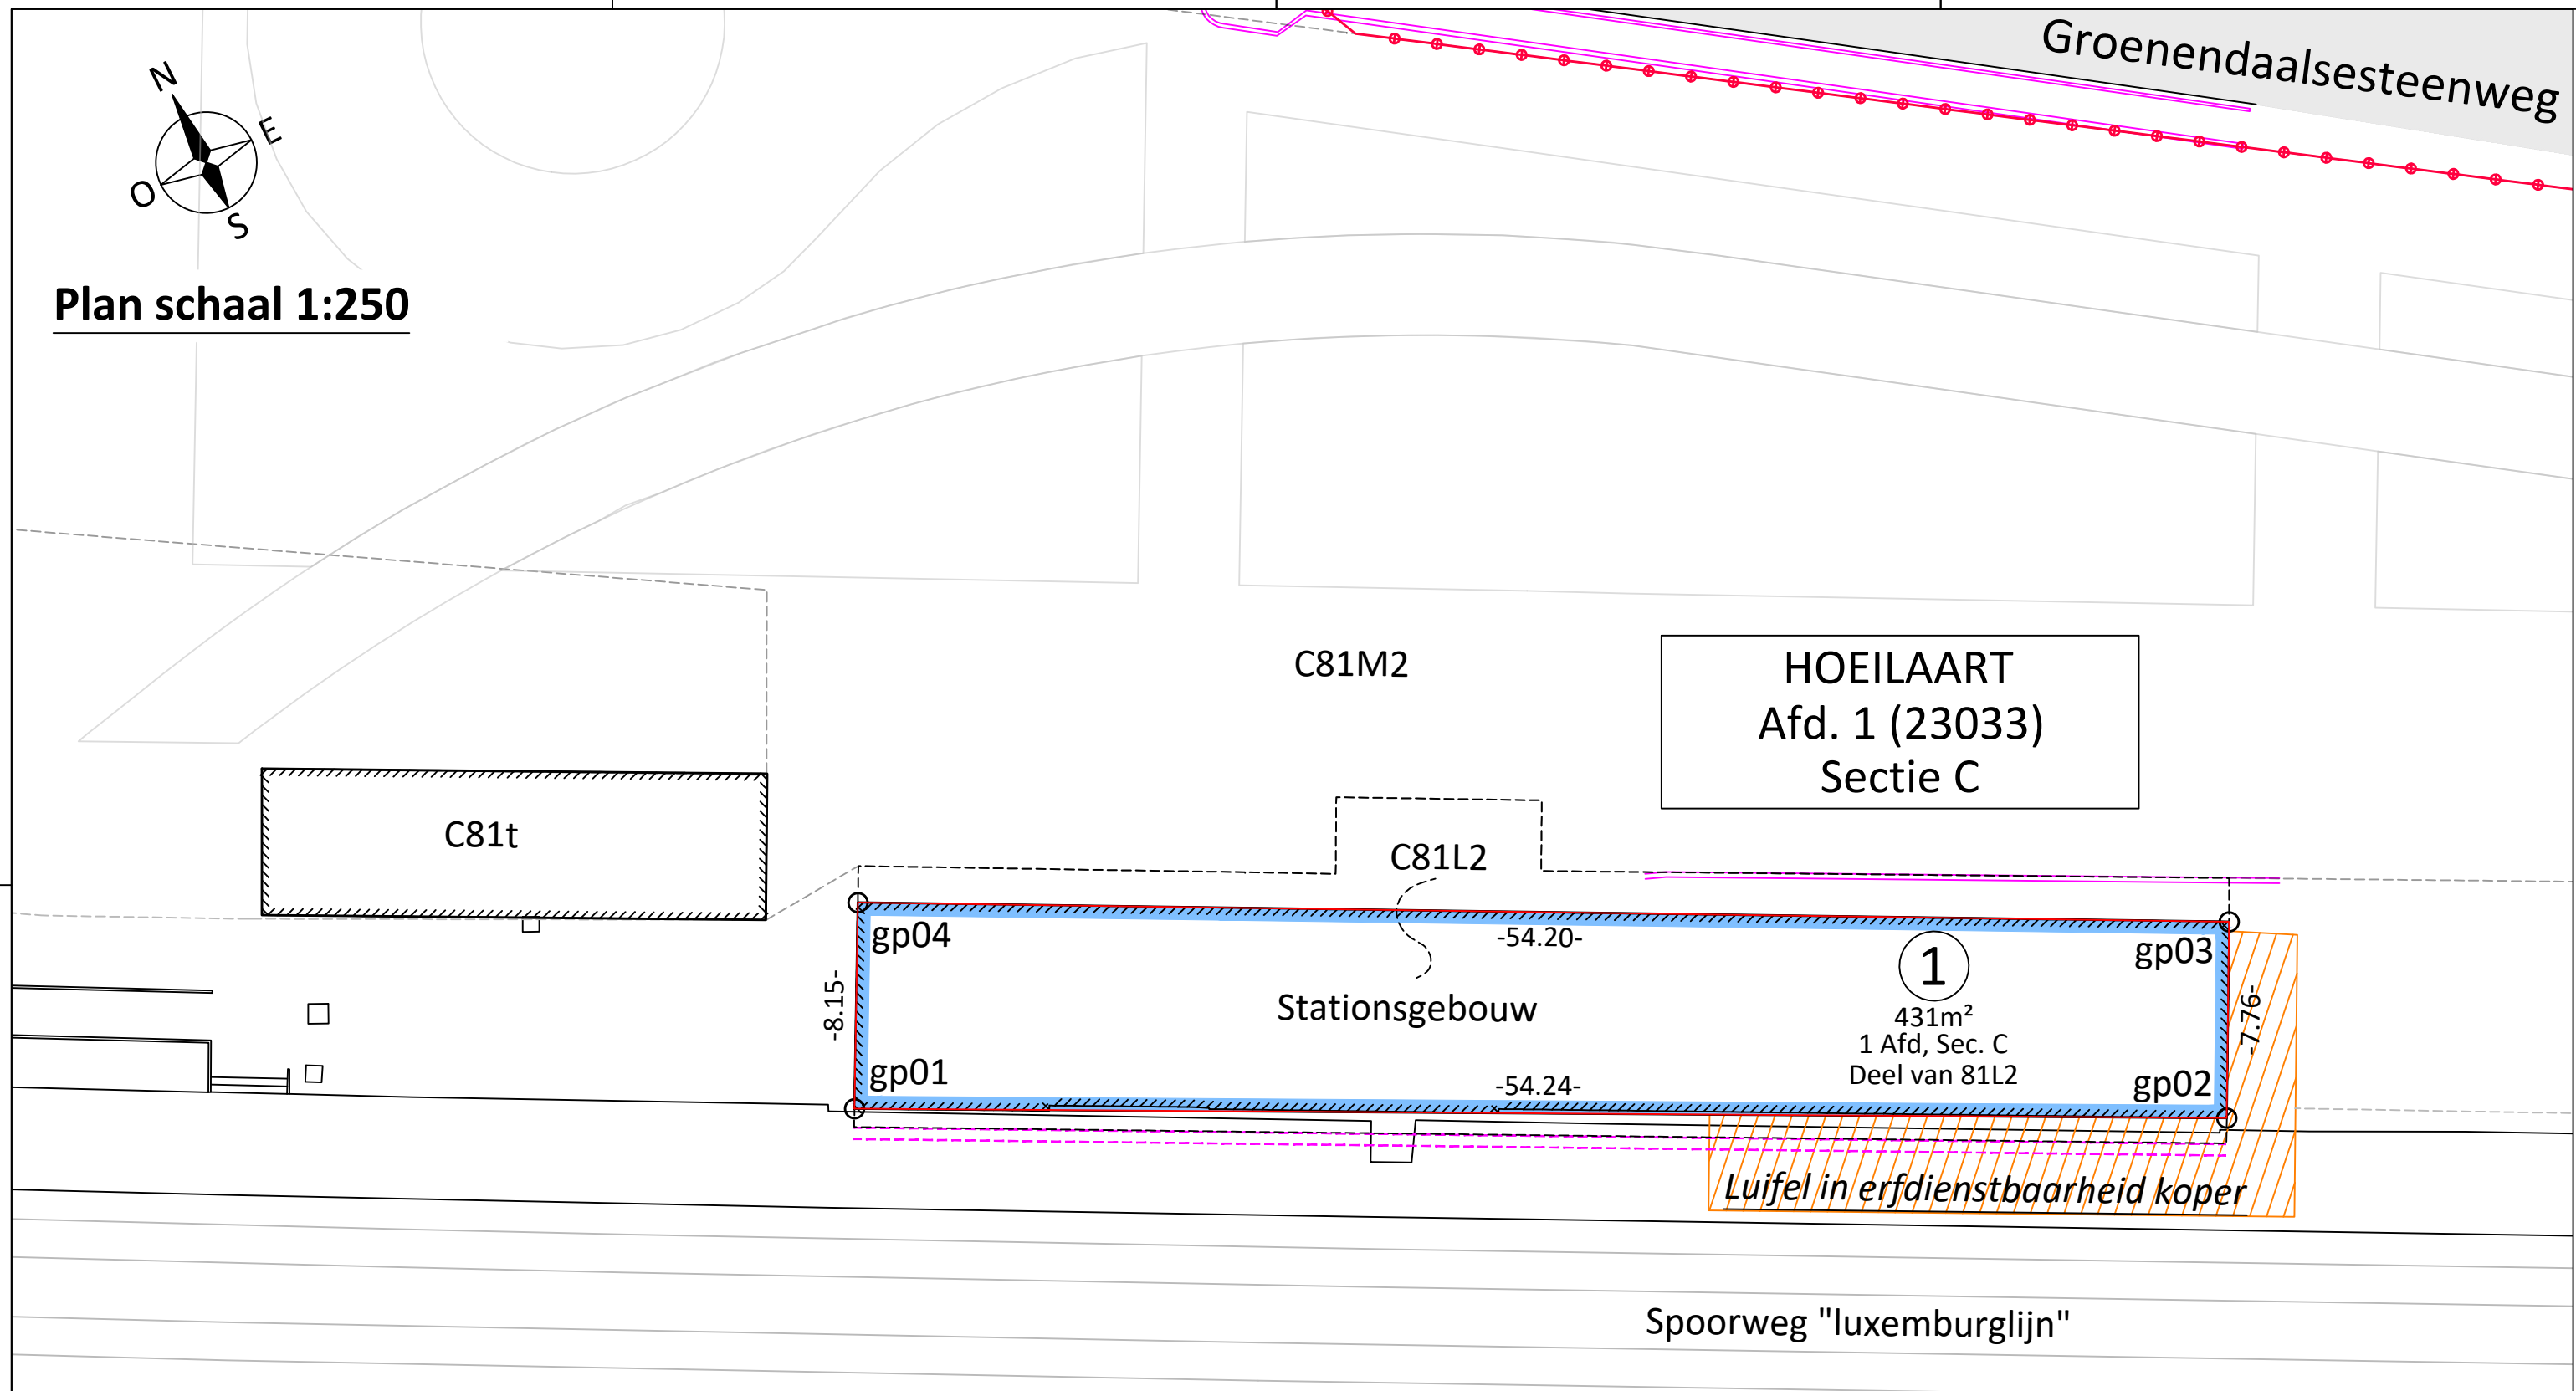 Groenendaalsesteenweg
N
E
O
S
Plan schaal 1:250
C81M2
HOEILAART
Afd. 1 (23033)
Sectie C
C81t
C81L2
gp04
-54.20-
gp03
1
-8.15-
Stationsgebouw
431m²
-7.76-
1 Afd, Sec. C
Deel van 81L2
gp01
-54.24-
gp02
Luifel in erfdienstbaarheid koper
Spoorweg "luxemburglijn"